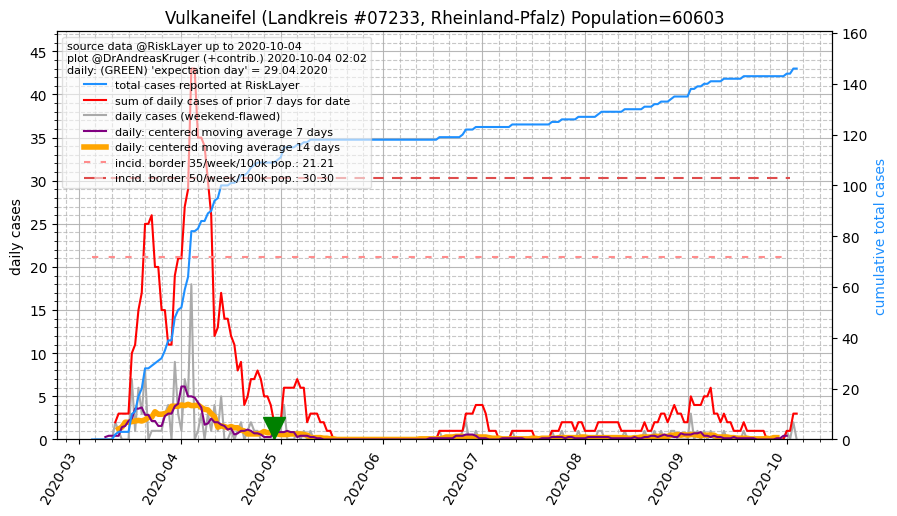 Vulkaneifel (Landkreis #07233, Rheinland-Pfalz) Population=60603
source data @RiskLayer up to 2020-10-04
plot @DrAndreasKruger (+contrib.) 2020-10-04 02:02
daily: (GREEN) 'expectation day' = 29.04.2020
total cases reported at RiskLayer
sum of daily cases of prior 7 days for date
daily cases (weekend-flawed)
daily: centered moving average 7 days
daily: centered moving average 14 days
incid. border 35/week/100k pop.: 21.21
incid. border 50/week/100k pop.: 30.30
daily cases
45
40
35
30
25
20
15
10
5
0
cumulative total cases
160
140
120
100
80
60
40
20
0
2020-03
2020-04
2020-05
2020-06
2020-07
2020-08
2020-09
2020-10